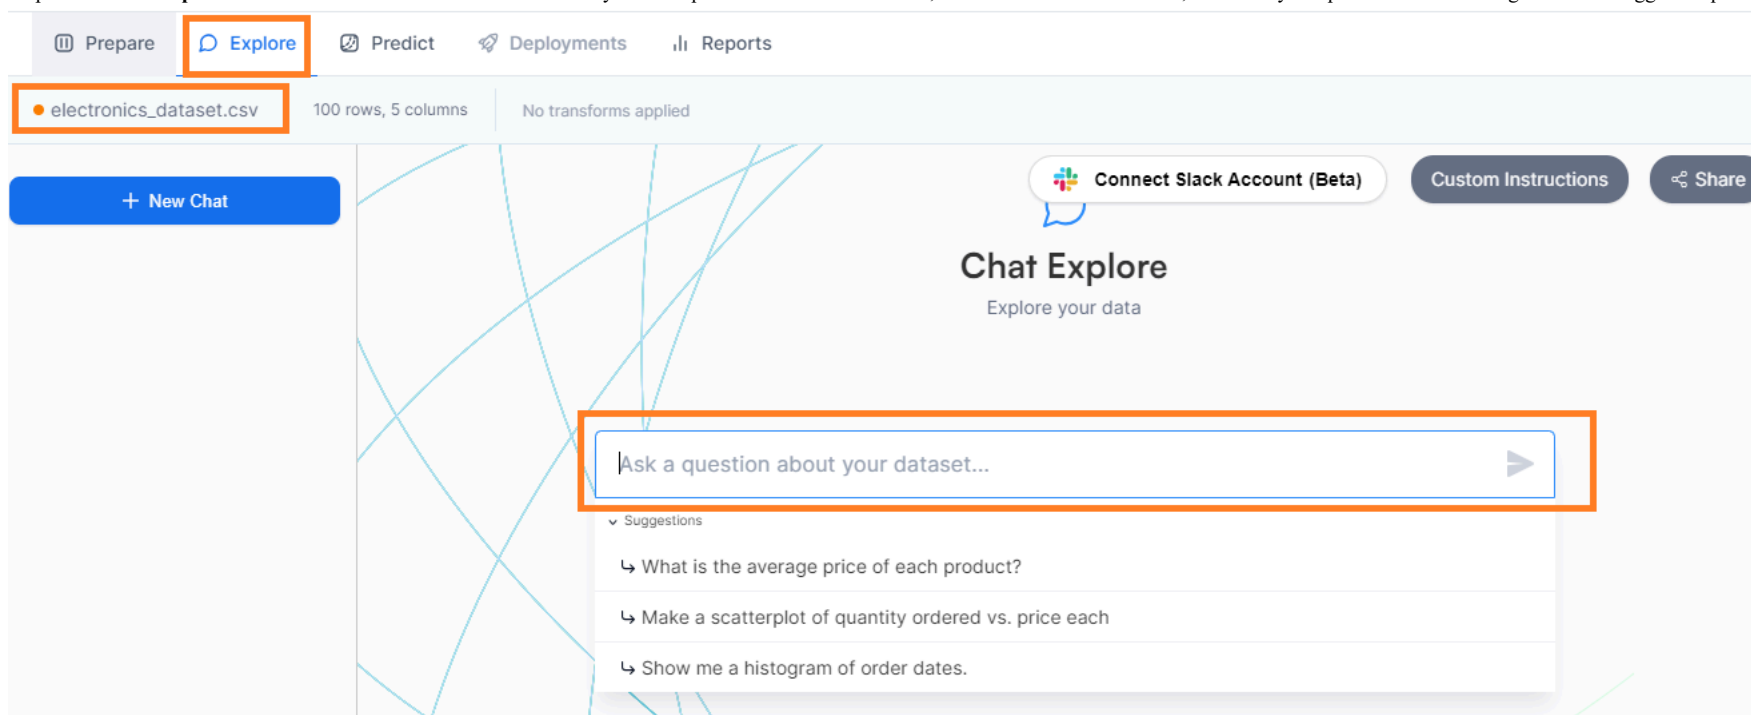 Prepare Explore Predict Deployments Reports
electronics_dataset.csv 100 rows, 5 columns No transforms applied
+ New Chat
Connect Slack Account (Beta) Custom Instructions Share
Chat Explore
Explore your data
Ask a question about your dataset...
Suggestions
What is the average price of each product?
Make a scatterplot of quantity ordered vs. price each
Show me a histogram of order dates.